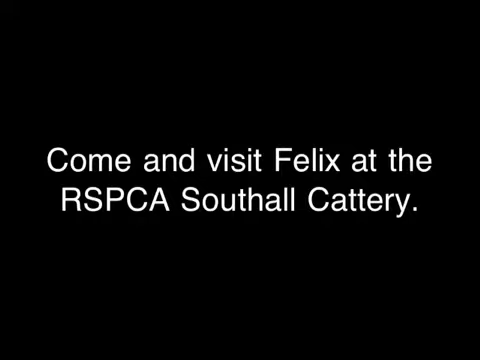 Come and visit Felix at the
RSPCA Southall Cattery.